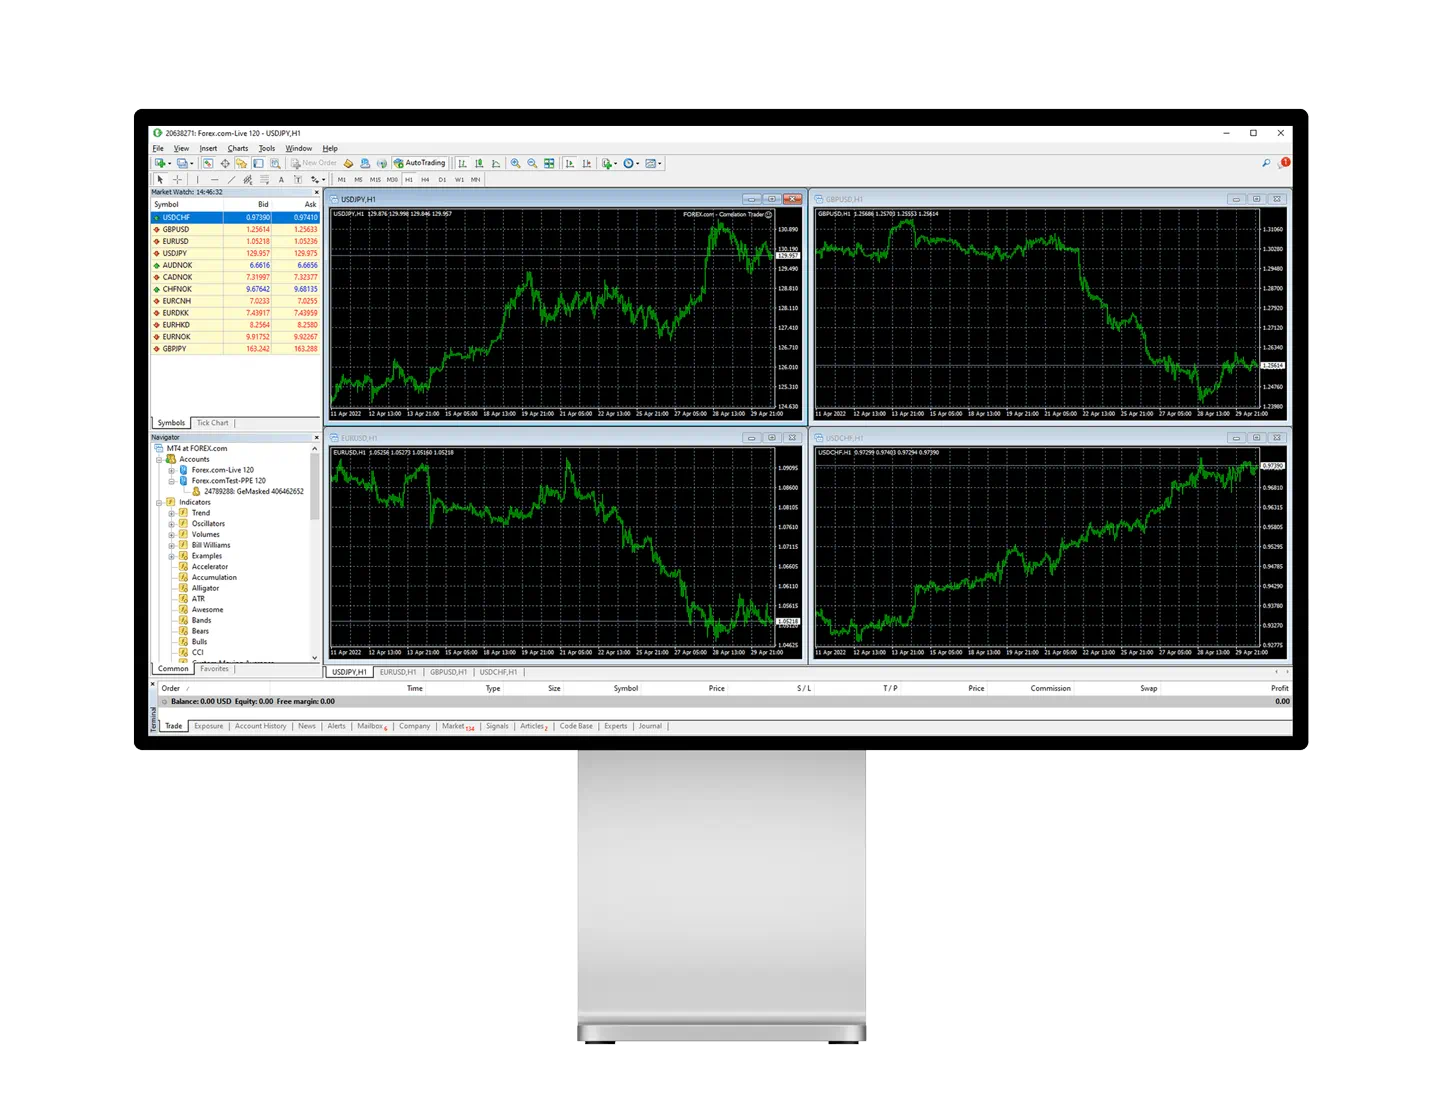 20638271: Forex.com-Live 120 - USDJPY,H1
File View Insert Charts Tools Window Help
New Order AutoTrading
1
A T M1 M5 M15 M30 H1 H4 D1 W1 MN
Market Watch: 14:46:32
Symbol Bid Ask
USDCHF 0.97390 0.97410
GBPUSD 1.25614 1.25633
EURUSD 1.05218 1.05236
USDJPY 129.957 129.975
AUDNOK 6.6616 6.6656
CADNOK 7.31997 7.32377
CHFNOK 9.67642 9.68135
EURCNH 7.0233 7.0255
EURDKK 7.43917 7.43959
EURHKD 8.2564 8.2580
EURNOK 9.91752 9.92267
GBPJPY 163.242 163.288
Symbols Tick Chart
Navigator
MT4 at FOREX.com
Accounts
Forex.com-Live 120
Forex.comTest-PPE 120
24789288: GeMasked 406462652
Indicators
Trend
Oscillators
Volumes
Bill Williams
Examples
Accelerator
Accumulation
Alligator
ATR
Awesome
Bands
Bears
Bulls
CCI
Common Favorites
USDJPY,H1
USDJPY,H1 129.876 129.998 129.846 129.957
FOREX.com - Correlation Trader
130.890
130.190
129.957
129.490
128.810
128.110
127.410
126.710
126.010
125.310
124.630
11 Apr 2022 12 Apr 13:00 13 Apr 21:00 15 Apr 05:00 18 Apr 13:00 19 Apr 21:00 21 Apr 05:00 22 Apr 13:00 25 Apr 21:00 27 Apr 05:00 28 Apr 13:00 29 Apr 21:00
GBPUSD,H1
GBPUSD,H1 1.25686 1.25703 1.25553 1.25614
1.31060
1.30280
1.29480
1.28700
1.27920
1.27120
1.26340
1.25614
1.24760
1.23980
11 Apr 2022 12 Apr 13:00 13 Apr 21:00 15 Apr 05:00 18 Apr 13:00 19 Apr 21:00 21 Apr 05:00 22 Apr 13:00 25 Apr 21:00 27 Apr 05:00 28 Apr 13:00 29 Apr 21:00
EURUSD,H1
EURUSD,H1 1.05256 1.05273 1.05160 1.05218
1.09095
1.08600
1.08105
1.07610
1.07115
1.06605
1.06110
1.05615
1.05218
1.05120
1.04625
11 Apr 2022 12 Apr 13:00 13 Apr 21:00 15 Apr 05:00 18 Apr 13:00 19 Apr 21:00 21 Apr 05:00 22 Apr 13:00 25 Apr 21:00 27 Apr 05:00 28 Apr 13:00 29 Apr 21:00
USDCHF,H1
USDCHF,H1 0.97299 0.97403 0.97294 0.97390
0.97390
0.96810
0.96315
0.95805
0.95295
0.94785
0.94290
0.93780
0.93270
0.92775
11 Apr 2022 12 Apr 13:00 13 Apr 21:00 15 Apr 05:00 18 Apr 13:00 19 Apr 21:00 21 Apr 05:00 22 Apr 13:00 25 Apr 21:00 27 Apr 05:00 28 Apr 13:00 29 Apr 21:00
USDJPY,H1 EURUSD,H1 GBPUSD,H1 USDCHF,H1
Order Time Type Size Symbol Price S / L T / P Price Commission Swap Profit
Balance: 0.00 USD Equity: 0.00 Free margin: 0.00 0.00
Terminal
Trade Exposure Account History News Alerts Mailbox 6 Company Market 134 Signals Articles 2 Code Base Experts Journal